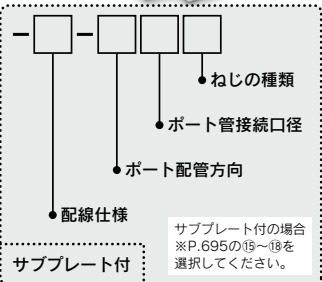 ねじの種類
ポート管接続口径
ポート配管方向
配線仕様
サブプレート付の場合
※P.695の⑮~⑱を
選択してください。
サブプレート付